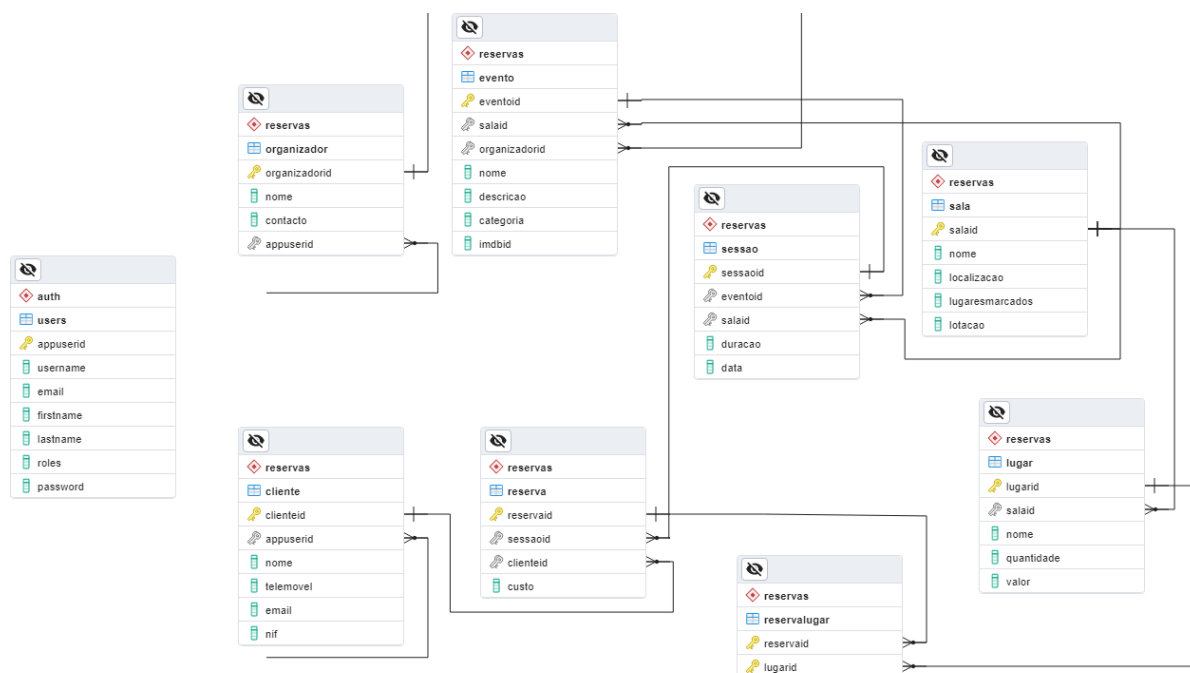 reservas
evento
eventoid
salaid
organizadorid
nome
descricao
categoria
imdbid
reservas
organizador
organizadorid
nome
contacto
appuserid
reservas
sala
salaid
nome
localizacao
lugaresmarcados
lotacao
reservas
sessao
sessaoid
eventoid
salaid
duracao
data
auth
users
appuserid
username
email
firstname
lastname
roles
password
reservas
cliente
clienteid
appuserid
nome
telemovel
email
nif
reservas
reserva
reservaid
sessaoid
clienteid
custo
reservas
lugar
lugarid
salaid
nome
quantidade
valor
reservas
reservalugar
reservaid
lugarid